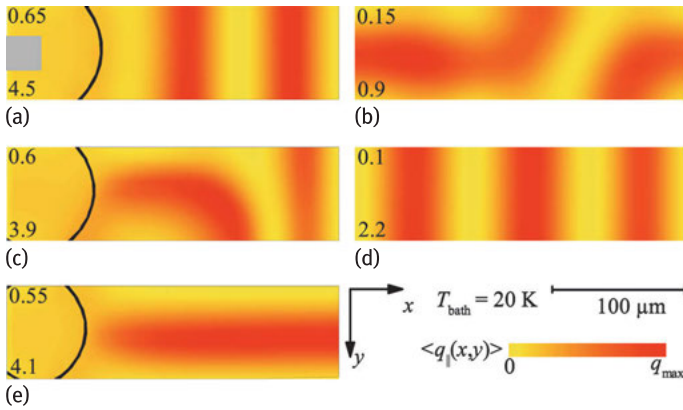 0.65
4.5
(a)
0.15
0.9
(b)
0.6
3.9
(c)
0.1
2.2
(d)
0.55
4.1
(e)
x
y
T_bath = 20 K
100 µm
<q_∥(x,y)>
0
q_max